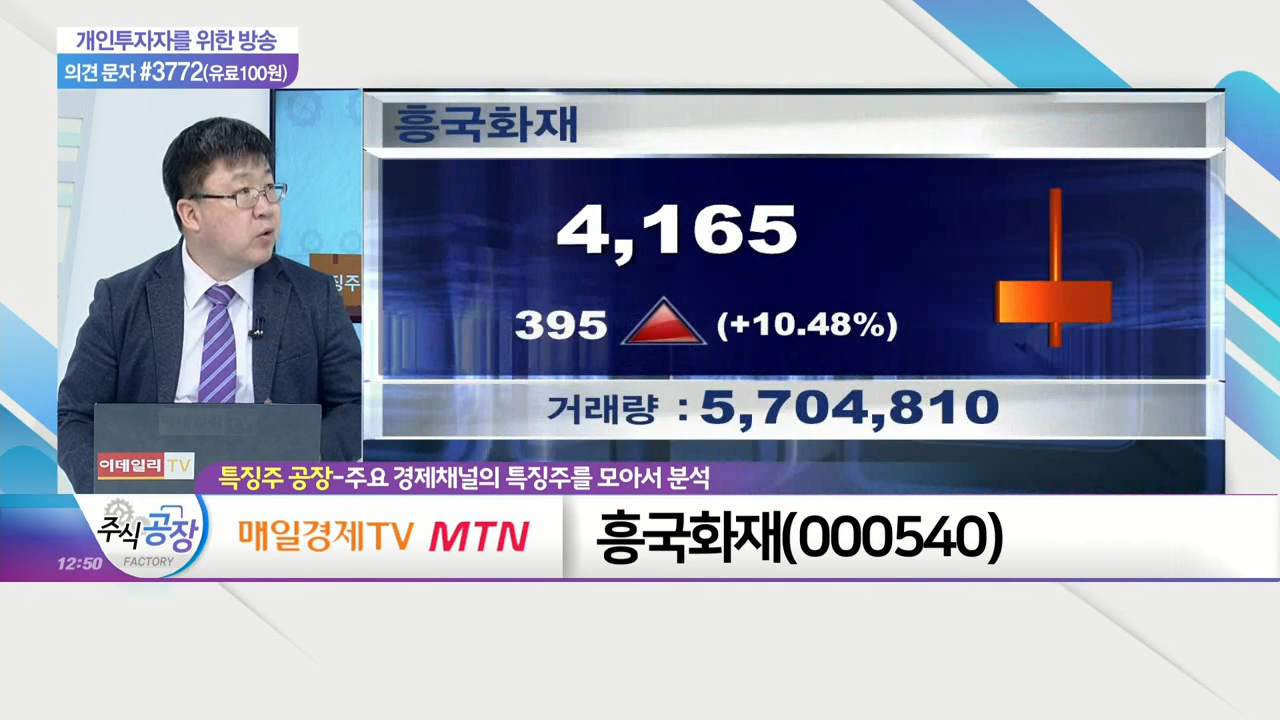 개인투자자를 위한 방송
의견 문자 #3772(유료100원)
흥국화재
4,165
395 ▲ (+10.48%)
거래량 : 5,704,810
징주
이데일리 TV
특징주 공장-주요 경제채널의 특징주를 모아서 분석
주식공장
FACTORY
12:50
매일경제TV MTN
흥국화재(000540)